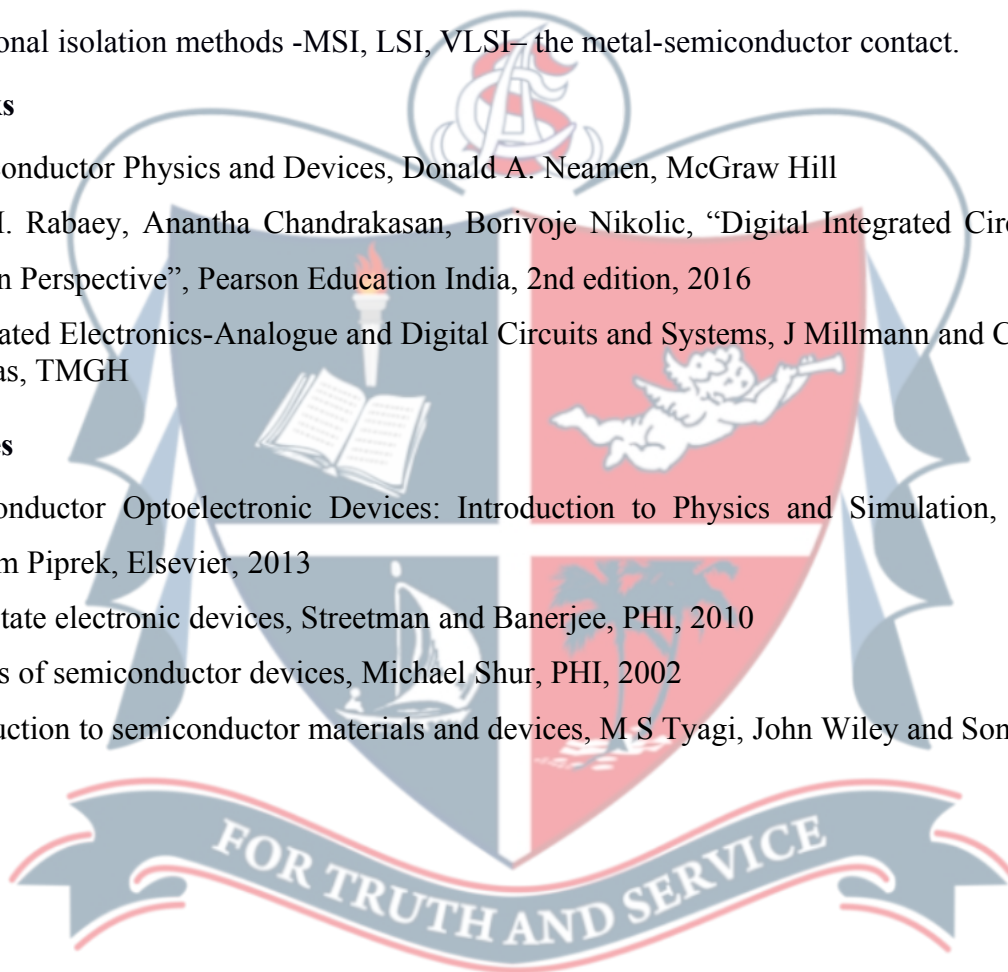 onal isolation methods -MSI, LSI, VLSI– the metal-semiconductor contact.
ks
onductor Physics and Devices, Donald A. Neamen, McGraw Hill
I. Rabaey, Anantha Chandrakasan, Borivoje Nikolic, “Digital Integrated Circ
n Perspective”, Pearson Education India, 2nd edition, 2016
ated Electronics-Analogue and Digital Circuits and Systems, J Millmann and C
as, TMGH
es
onductor Optoelectronic Devices: Introduction to Physics and Simulation,
m Piprek, Elsevier, 2013
tate electronic devices, Streetman and Banerjee, PHI, 2010
s of semiconductor devices, Michael Shur, PHI, 2002
uction to semiconductor materials and devices, M S Tyagi, John Wiley and Son
FOR TRUTH AND SERVICE